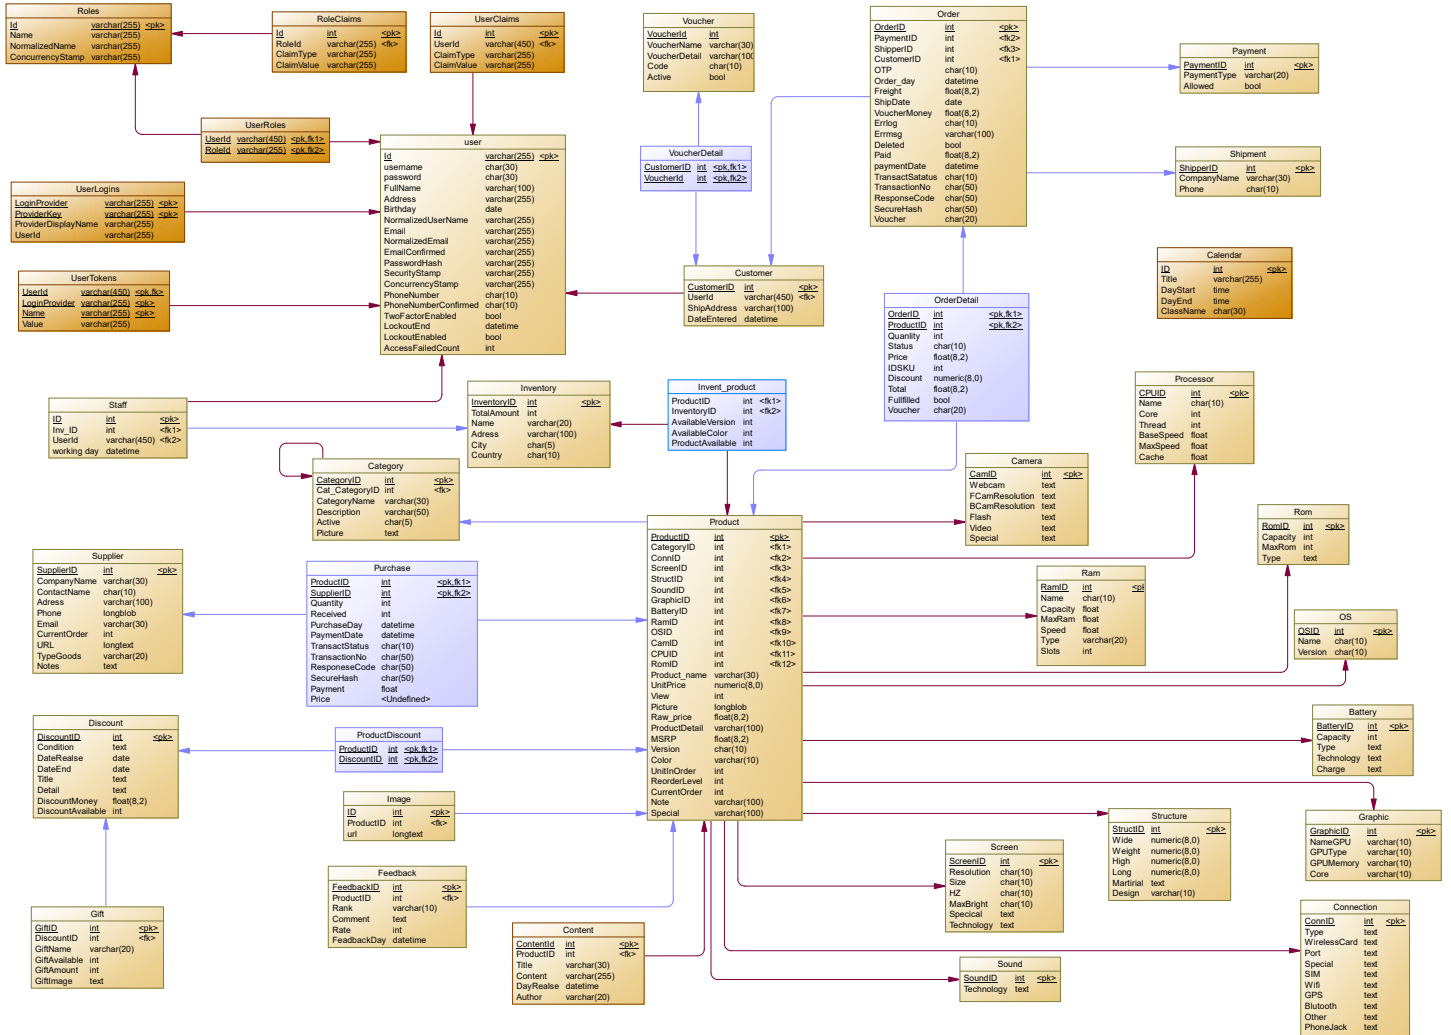 Roles
Id varchar(255) <pk>
Name varchar(255)
NormalizedName varchar(255)
ConcurrencyStamp varchar(255)
RoleClaims
Id int <pk>
RoleId varchar(255) <fk>
ClaimType varchar(255)
ClaimValue varchar(255)
UserClaims
Id int <pk>
UserId varchar(450) <fk>
ClaimType varchar(255)
ClaimValue varchar(255)
Voucher
VoucherId int
VoucherName varchar(30)
VoucherDetail varchar(100
Code char(10)
Active bool
Order
OrderID int <pk>
PaymentID int <fk2>
ShipperID int <fk3>
CustomerID int <fk1>
OTP char(10)
Order_day datetime
Freight float(8,2)
ShipDate date
VoucherMoney float(8,2)
Errlog char(10)
Errmsg varchar(100)
Deleted bool
Paid float(8,2)
paymentDate datetime
TransactSatatus char(10)
TransactionNo char(50)
ResponseCode char(50)
SecureHash char(50)
Voucher char(20)
Payment
PaymentID int <pk>
PaymentType varchar(20)
Allowed bool
UserRoles
UserId varchar(450) <pk,fk1>
RoleId varchar(255) <pk,fk2>
user
Id varchar(255) <pk>
username char(30)
password char(30)
FullName varchar(100)
Address varchar(255)
Birthday date
NormalizedUserName varchar(255)
Email varchar(255)
NormalizedEmail varchar(255)
EmailConfirmed varchar(255)
PasswordHash varchar(255)
SecurityStamp varchar(255)
ConcurrencyStamp varchar(255)
PhoneNumber char(10)
PhoneNumberConfirmed char(10)
TwoFactorEnabled bool
LockoutEnd datetime
LockoutEnabled bool
AccessFailedCount int
VoucherDetail
CustomerID int <pk,fk1>
VoucherId int <pk,fk2>
Shipment
ShipperID int <pk>
CompanyName varchar(30)
Phone char(10)
UserLogins
LoginProvider varchar(255) <pk>
ProviderKey varchar(255) <pk>
ProviderDisplayName varchar(255)
UserId varchar(255)
UserTokens
UserId varchar(450) <pk,fk>
LoginProvider varchar(255) <pk>
Name varchar(255) <pk>
Value varchar(255)
Customer
CustomerID int <pk>
UserId varchar(450) <fk>
ShipAddress varchar(100)
DateEntered datetime
Calendar
ID int <pk>
Title varchar(255)
DayStart time
DayEnd time
ClassName char(30)
OrderDetail
OrderID int <pk,fk1>
ProductID int <pk,fk2>
Quanlity int
Status char(10)
Price float(8,2)
IDSKU int
Discount numeric(8,0)
Total float(8,2)
Fullfilled bool
Voucher char(20)
Staff
ID int <pk>
Inv_ID int <fk1>
UserId varchar(450) <fk2>
working day datetime
Inventory
InventoryID int <pk>
TotalAmount int
Name varchar(20)
Adress varchar(100)
City char(5)
Country char(10)
Invent_product
ProductID int <fk1>
InventoryID int <fk2>
AvailableVersion int
AvailableColor int
ProductAvailable int
Processor
CPUID int <pk>
Name char(10)
Core int
Thread int
BaseSpeed float
MaxSpeed float
Cache float
Category
CategoryID int <pk>
Cat_CategoryID int <fk>
CategoryName varchar(30)
Description varchar(50)
Active char(5)
Picture text
Camera
CamID int <pk>
Webcam text
FCamResolution text
BCamResolution text
Flash text
Video text
Special text
Rom
RomID int <pk>
Capacity int
MaxRom int
Type text
Product
ProductID int <pk>
CategoryID int <fk1>
ConnID int <fk2>
ScreenID int <fk3>
StructID int <fk4>
SoundID int <fk5>
GraphicID int <fk6>
BatteryID int <fk7>
RamID int <fk8>
OSID int <fk9>
CamID int <fk10>
CPUID int <fk11>
RomID int <fk12>
Product_name varchar(30)
UnitPrice numeric(8,0)
View int
Picture longblob
Raw_price float(8,2)
ProductDetail varchar(100)
MSRP float(8,2)
Version char(10)
Color varchar(10)
UnitInOrder int
ReorderLevel int
CurrentOrder int
Note varchar(100)
Special varchar(100)
Supplier
SupplierID int <pk>
CompanyName varchar(30)
ContactName char(10)
Adress varchar(100)
Phone longblob
Email varchar(30)
CurrentOrder int
URL longtext
TypeGoods varchar(20)
Notes text
Purchase
ProductID int <pk,fk1>
SupplierID int <pk,fk2>
Quantity int
Received int
PurchaseDay datetime
PaymentDate datetime
TransactStatus char(10)
TransactionNo char(50)
ResponeseCode char(50)
SecureHash char(50)
Payment float
Price <Undefined>
Ram
RamID int <pl
Name char(10)
Capacity float
MaxRam float
Speed float
Type varchar(20)
Slots int
OS
OSID int <pk>
Name char(10)
Version char(10)
Discount
DiscountID int <pk>
Condition text
DateRealse date
DateEnd date
Title text
Detail text
DiscountMoney float(8,2)
DiscountAvailable int
ProductDiscount
ProductID int <pk,fk1>
DiscountID int <pk,fk2>
Battery
BatteryID int <pk>
Capacity int
Type text
Technology text
Charge text
Image
ID int <pk>
ProductID int <fk>
url longtext
Structure
StructID int <pk>
Wide numeric(8,0)
Weight numeric(8,0)
High numeric(8,0)
Long numeric(8,0)
Martirial text
Design varchar(10)
Graphic
GraphicID int <pk>
NameGPU varchar(10)
GPUType varchar(10)
GPUMemory varchar(10)
Core varchar(10)
Screen
ScreenID int <pk>
Resolution char(10)
Size char(10)
HZ char(10)
MaxBright char(10)
Specical text
Technology text
Feedback
FeedbackID int <pk>
ProductID int <fk>
Rank varchar(10)
Comment text
Rate int
FeadbackDay datetime
Gift
GiftID int <pk>
DiscountID int <fk>
GiftName varchar(20)
GiftAvailable int
GiftAmount int
GiftImage text
Content
ContentId int <pk>
ProductID int <fk>
Title varchar(30)
Content varchar(255)
DayRealse datetime
Author varchar(20)
Sound
SoundID int <pk>
Technology text
Connection
ConnID int <pk>
Type text
WirelessCard text
Port text
Special text
SIM text
Wifi text
GPS text
Blutooth text
Other text
PhoneJack text